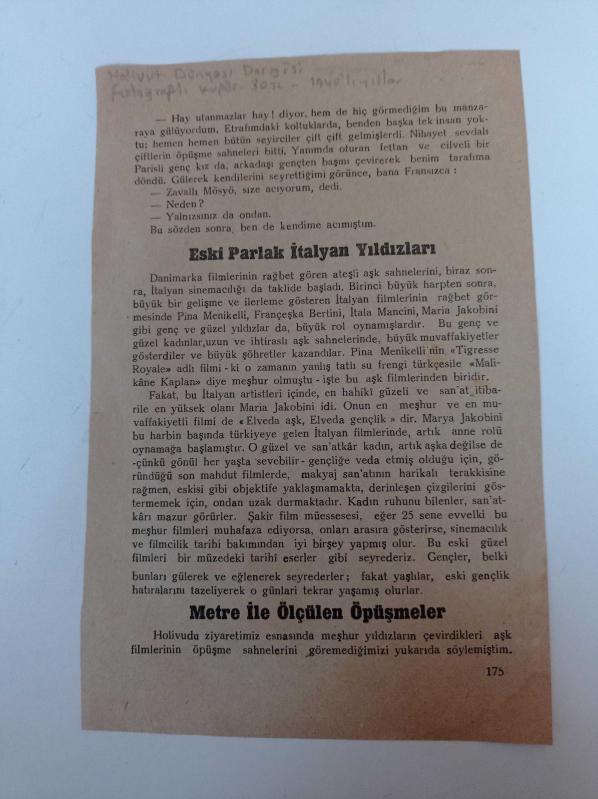 Holivut Dünyası Dergisi
fotoğraflı kupür 30 TL - 1940'lı yıllar
— Hay utanmazlar hay! diyor, hem de hiç görmediğim bu manza-
raya gülüyordum. Etrafımdaki koltuklarda, benden başka tek insan yok-
tu; hemen hemen bütün seyirciler çift çift gelmişlerdi. Nihayet sevdalı
çiftlerin öpüşme sahneleri bitti. Yanımda oturan fettan ve cilveli bir
Parisli genç kız da, arkadaşı gençten başını çevirerek benim tarafıma
döndü. Gülerek kendilerini seyrettiğimi görünce, bana Fransızca :
— Zavallı Mösyö, size acıyorum, dedi.
— Neden?
— Yalnızsınız da ondan.
Bu sözden sonra, ben de kendime acımıştım.
Eski Parlak İtalyan Yıldızları
Danimarka filmlerinin rağbet gören ateşli aşk sahnelerini, biraz son-
ra, İtalyan sinemacılığı da taklide başladı. Birinci büyük harpten sonra,
büyük bir gelişme ve ilerleme gösteren İtalyan filmlerinin rağbet gör-
mesinde Pina Menikelli, Françeşka Bertini, İtala Mancini, Maria Jakobini
gibi genç ve güzel yıldızlar da, büyük rol oynamışlardır. Bu genç ve
güzel kadınlar,uzun ve ihtiraslı aşk sahnelerinde, büyük muvaffakiyetler
gösterdiler ve büyük şöhretler kazandılar. Pina Menikelli'nin «Tigresse
Royale» adlı filmi - ki o zamanın yanlış tatlı su frengi türkçesile «Mali-
kâne Kaplan» diye meşhur olmuştu - işte bu aşk filmlerinden biridir.
Fakat, bu İtalyan artistleri içinde, en hahikî güzeli ve san'at itiba-
rile en yüksek olanı Maria Jakobini idi. Onun en meşhur ve en mu-
vaffakiyetli filmi de « Elveda aşk, Elveda gençlik » dir. Marya Jakobini
bu harbin başında türkiyeye gelen İtalyan filmlerinde, artık anne rolü
oynamağa başlamıştır. O güzel ve san'atkâr kadın, artık aşka değilse de
-çünkü gönül her yaşta sevebilir - gençliğe veda etmiş olduğu için, gö-
ründüğü son mahdut filmlerde, makyaj san'atının harikalı terakkisine
rağmen, eskisi gibi objektife yaklaşmamakta, derinleşen çizgilerini gös-
termemek için, ondan uzak durmaktadır. Kadın ruhunu bilenler, san'at-
kârı mazur görürler. Şakir film müessesesi, eğer 25 sene evvelki bu
meşhur filmleri muhafaza ediyorsa, onları arasıra gösterirse, sinemacılık
ve filmcilik tarihi bakımından iyi birşey yapmış olur. Bu eski güzel
filmleri bir müzedeki tarihî eserler gibi seyrederiz. Gençler, belki
bunları gülerek ve eğlenerek seyrederler; fakat yaşlılar, eski gençlik
hatıralarını tazeliyerek o günlari tekrar yaşamış olurlar.
Metre İle Ölçülen Öpüşmeler
Holivudu ziyaretimiz esnasında meşhur yıldızların çevirdikleri aşk
filmlerinin öpüşme sahnelerini göremediğimizi yukarıda söylemiştim.
175